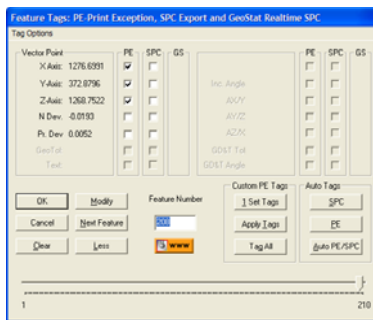 Feature Tags: PE-Print Exception, SPC Export and GeoStat Realtime SPC
Tag Options
Vector Point PE SPC GS PE SPC GS
X Axis: 1276.6991
Y-Axis: 372.8796 Inc. Angle
Z-Axis: 1268.7522 AX/Y
N Dev: -0.0193 AY/Z
Pr. Dev 0.0052 AZ/X
GeoTol: GD&T Tol:
Text: GD&T Angle:
Custom PE Tags Auto Tags
OK Modify Feature Number 1 Set Tags SPC
Cancel Next Feature 200 Apply Tags PE
Clear Less www Tag All Auto PE/SPC
1 210